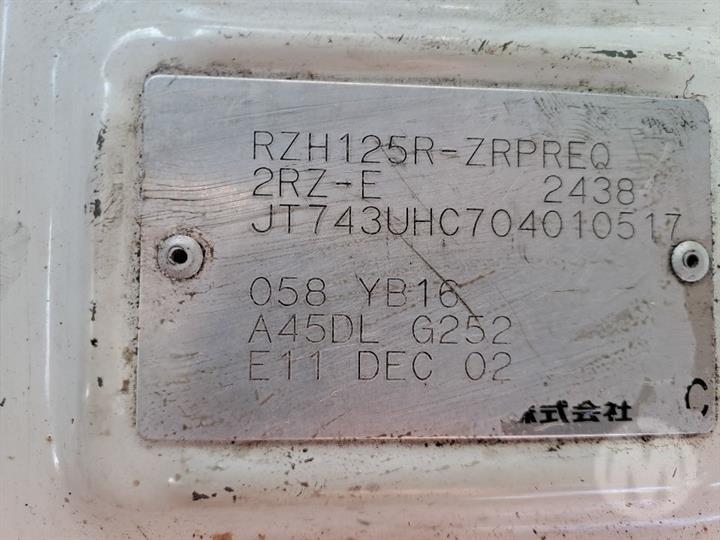 RZH125R-ZRPREQ
2RZ-E 2438
JT743UHC704010517
058 YB16
A45DL G252
E11 DEC 02
式会社
C